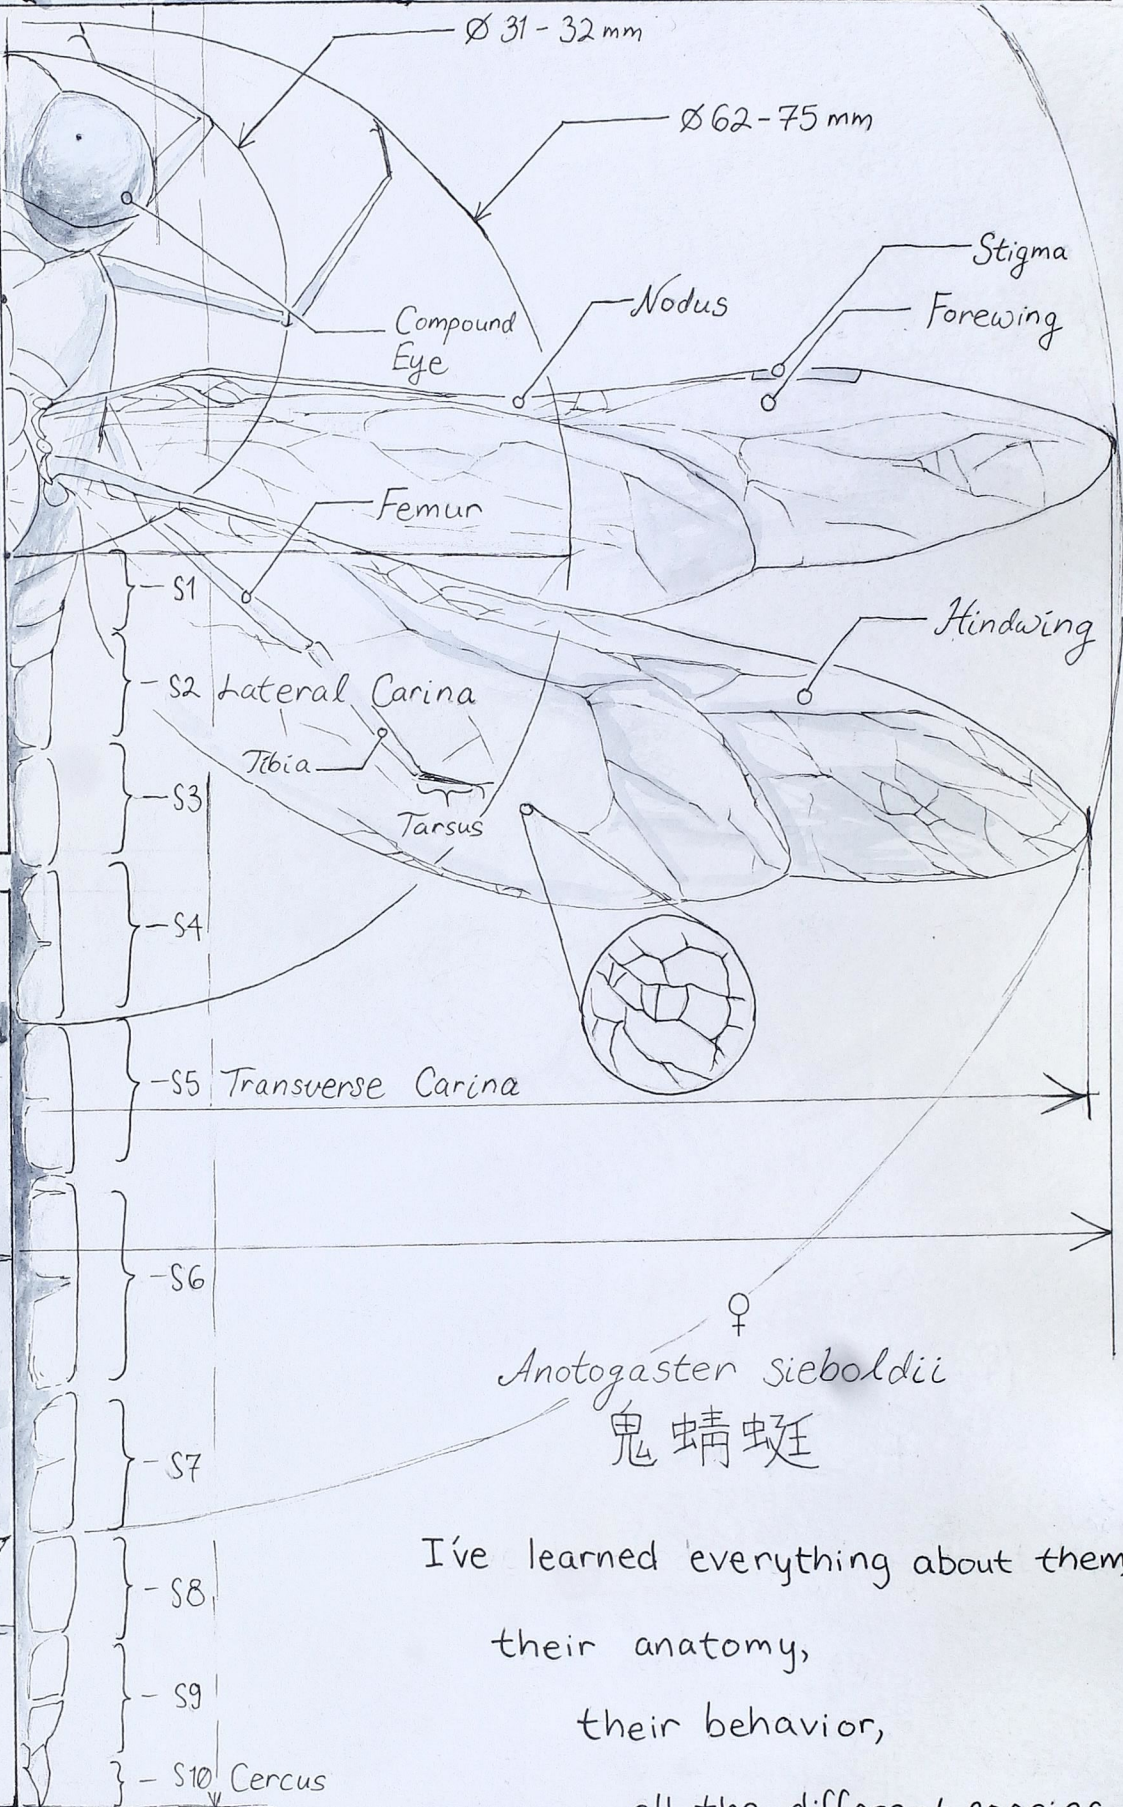 Ø 31-32 mm
Ø 62-75 mm
Stigma
Nodus
Forewing
Compound
Eye
Femur
S1
Hindwing
S2 Lateral Carina
Tibia
S3
Tarsus
S4
S5 Transverse Carina
S6
♀
Anotogaster sieboldii
鬼蜻蜓
S7
I've learned everything about them,
their anatomy,
their behavior,
S8
S9
S10 Cercus